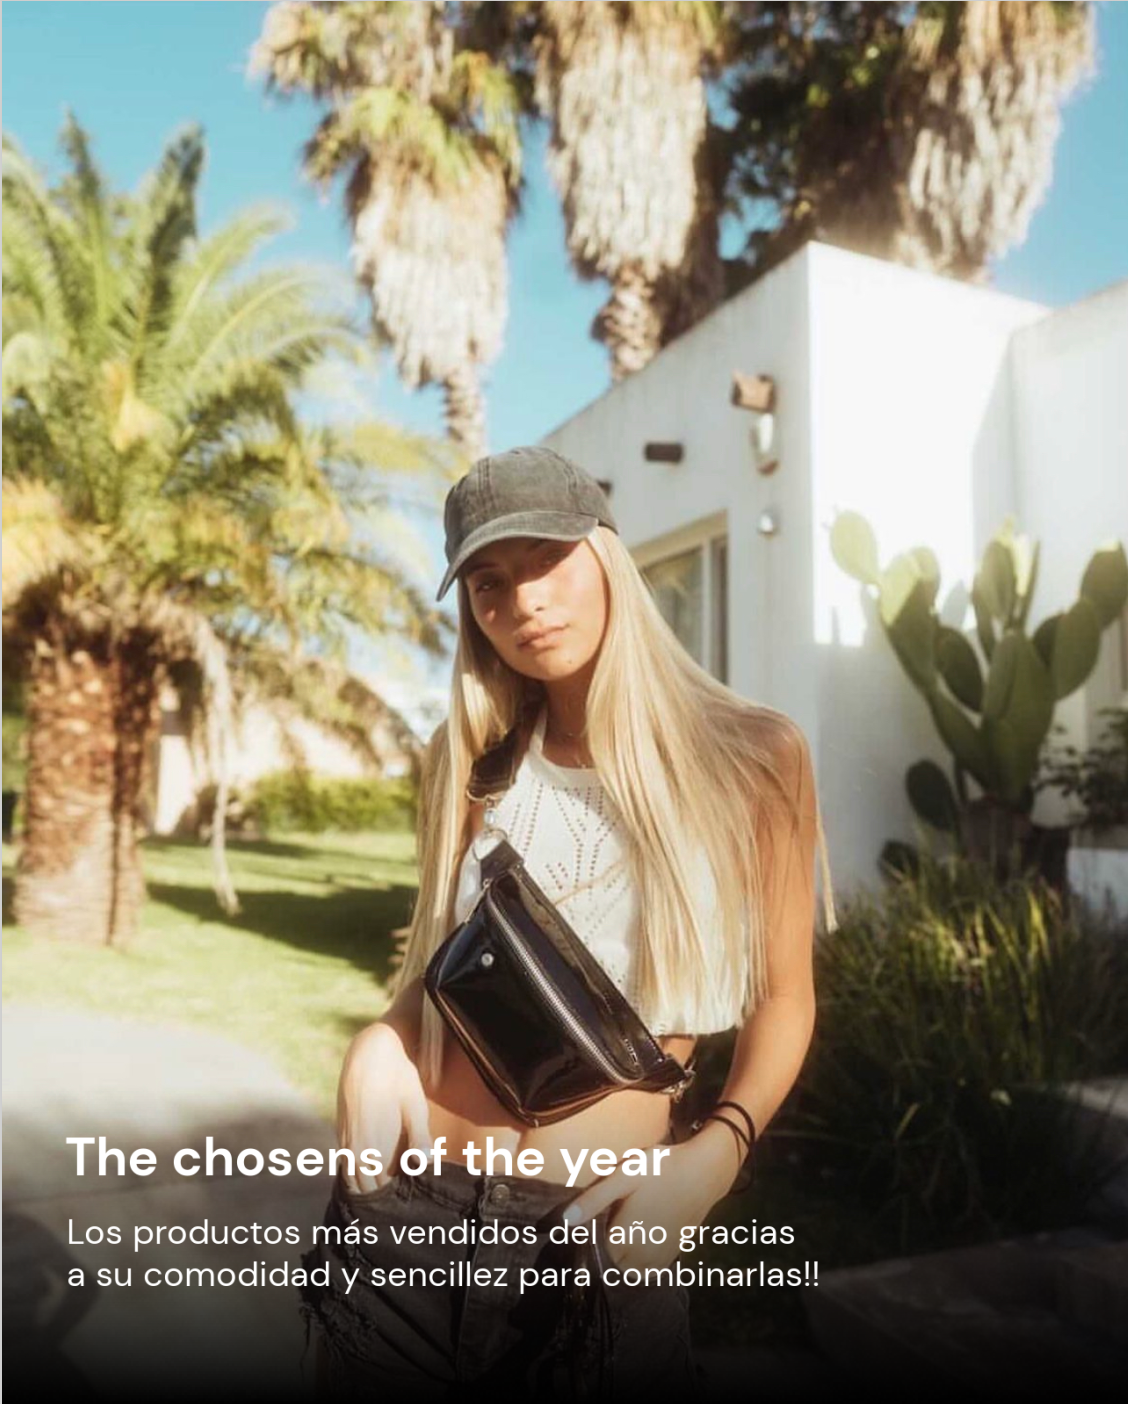 The chosens of the year
Los productos más vendidos del año gracias
a su comodidad y sencillez para combinarlas!!